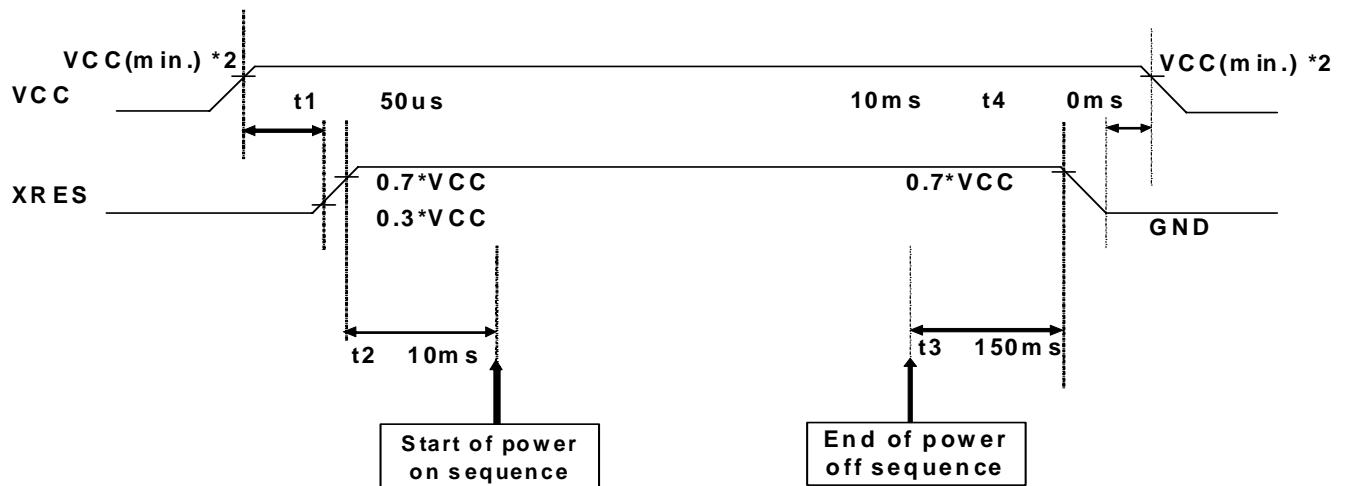 VCC(min.) *2
VCC(min.) *2
VCC
t1 50us
10ms t4 0ms
XRES
0.7*VCC
0.7*VCC
0.3*VCC
GND
t2 10ms
t3 150ms
Start of power
on sequence
End of power
off sequence